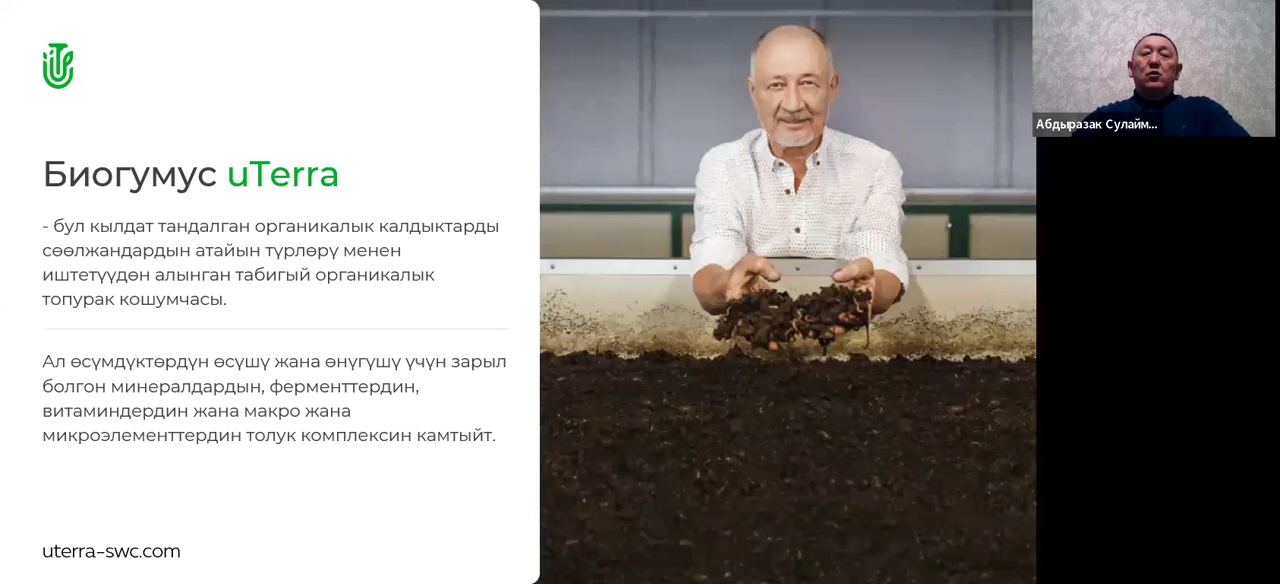 Биогумус uTerra
- бул кылдат тандалган органикалык калдыктарды
сөөлжандардын атайын түрлөрү менен
иштетүүдөн алынган табигый органикалык
топурак кошумчасы.
Ал өсүмдүктөрдүн өсүшү жана өнүгүшү үчүн зарыл
болгон минералдардын, ферменттердин,
витаминдердин жана макро жана
микроэлементтердин толук комплексин камтыйт.
uterra-swc.com
Абдыразак Сулайм...